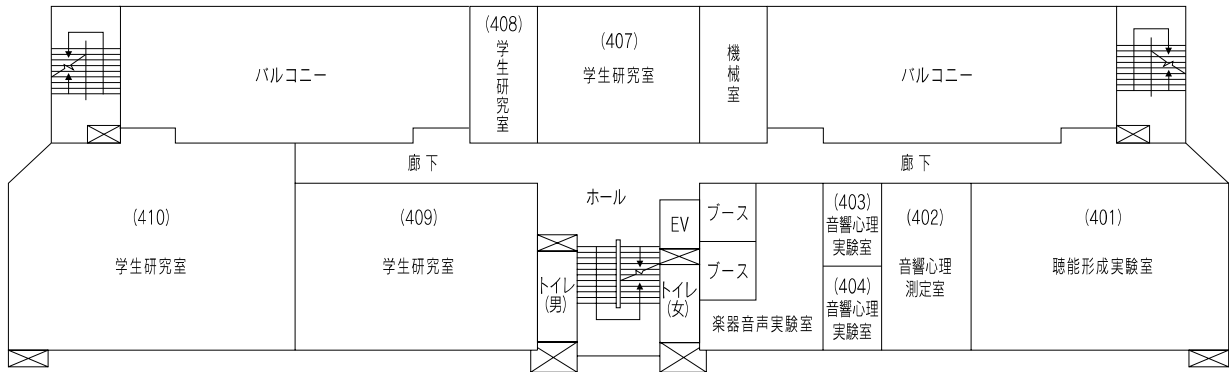 (408)
学生研究室
(407)
学生研究室
機械室
バルコニー
バルコニー
廊下
廊下
(410)
学生研究室
(409)
学生研究室
ホール
EV
トイレ
(男)
トイレ
(女)
ブース
ブース
楽器音声実験室
(403)
音響心理
実験室
(404)
音響心理
実験室
(402)
音響心理
測定室
(401)
聴能形成実験室